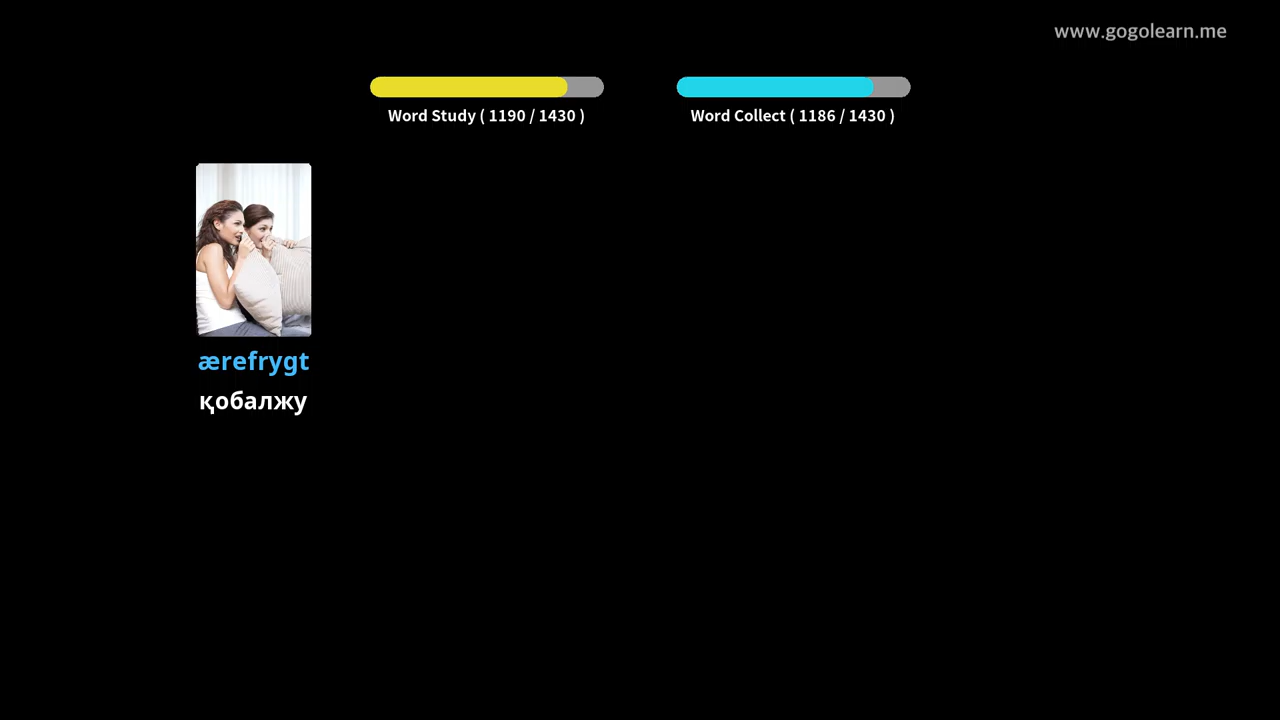 www.gogolearn.me
Word Study ( 1190 / 1430 )
Word Collect ( 1186 / 1430 )
ærefrygt
қобалжу